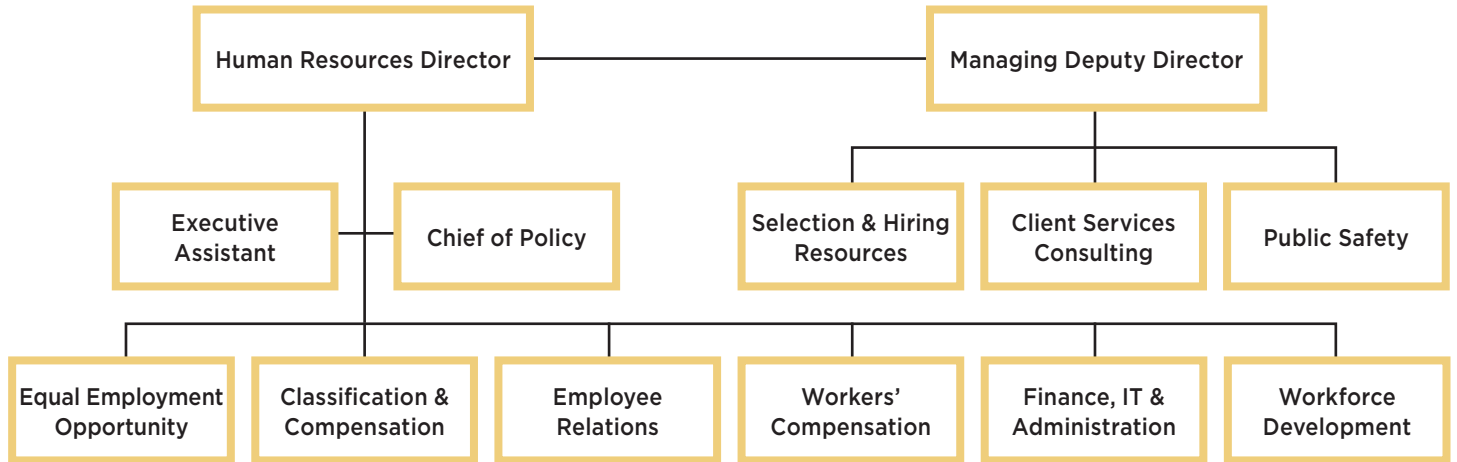 Human Resources Director
Managing Deputy Director
Executive
Assistant
Chief of Policy
Selection & Hiring
Resources
Client Services
Consulting
Public Safety
Equal Employment
Opportunity
Classification &
Compensation
Employee
Relations
Workers’
Compensation
Finance, IT &
Administration
Workforce
Development